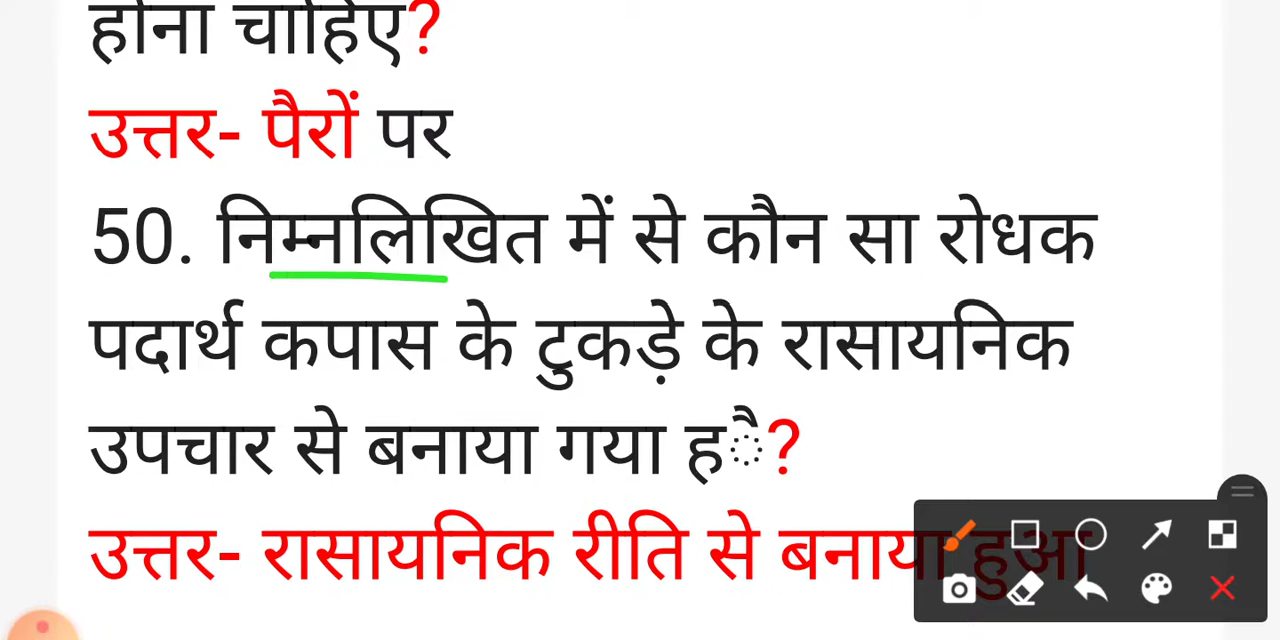 होना चाहिए?
उत्तर- पैरों पर
50. निम्नलिखित में से कौन सा रोधक
पदार्थ कपास के टुकड़े के रासायनिक
उपचार से बनाया गया है?
उत्तर- रासायनिक रीति से बनाया हुआ